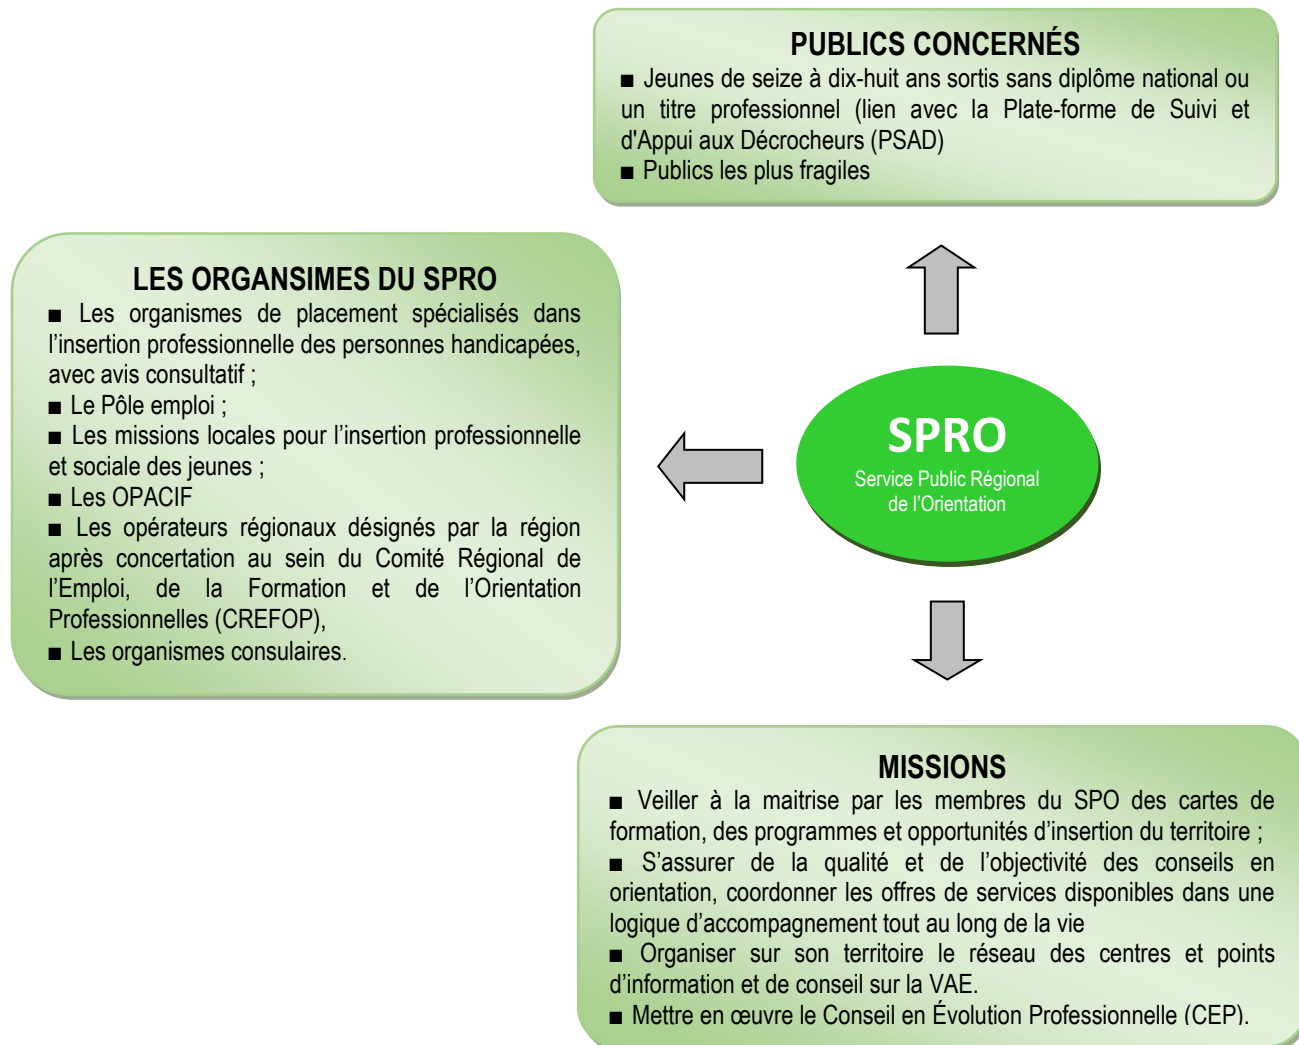 PUBLICS CONCERNÉS
■ Jeunes de seize à dix-huit ans sortis sans diplôme national ou
un titre professionnel (lien avec la Plate-forme de Suivi et
d'Appui aux Décrocheurs (PSAD)
■ Publics les plus fragiles
LES ORGANSIMES DU SPRO
■ Les organismes de placement spécialisés dans
l’insertion professionnelle des personnes handicapées,
avec avis consultatif ;
■ Le Pôle emploi ;
■ Les missions locales pour l’insertion professionnelle
et sociale des jeunes ;
■ Les OPACIF
■ Les opérateurs régionaux désignés par la région
après concertation au sein du Comité Régional de
l’Emploi, de la Formation et de l’Orientation
Professionnelles (CREFOP),
■ Les organismes consulaires.
SPRO
Service Public Régional
de l’Orientation
MISSIONS
■ Veiller à la maitrise par les membres du SPO des cartes de
formation, des programmes et opportunités d’insertion du territoire ;
■ S’assurer de la qualité et de l’objectivité des conseils en
orientation, coordonner les offres de services disponibles dans une
logique d’accompagnement tout au long de la vie
■ Organiser sur son territoire le réseau des centres et points
d’information et de conseil sur la VAE.
■ Mettre en œuvre le Conseil en Évolution Professionnelle (CEP).